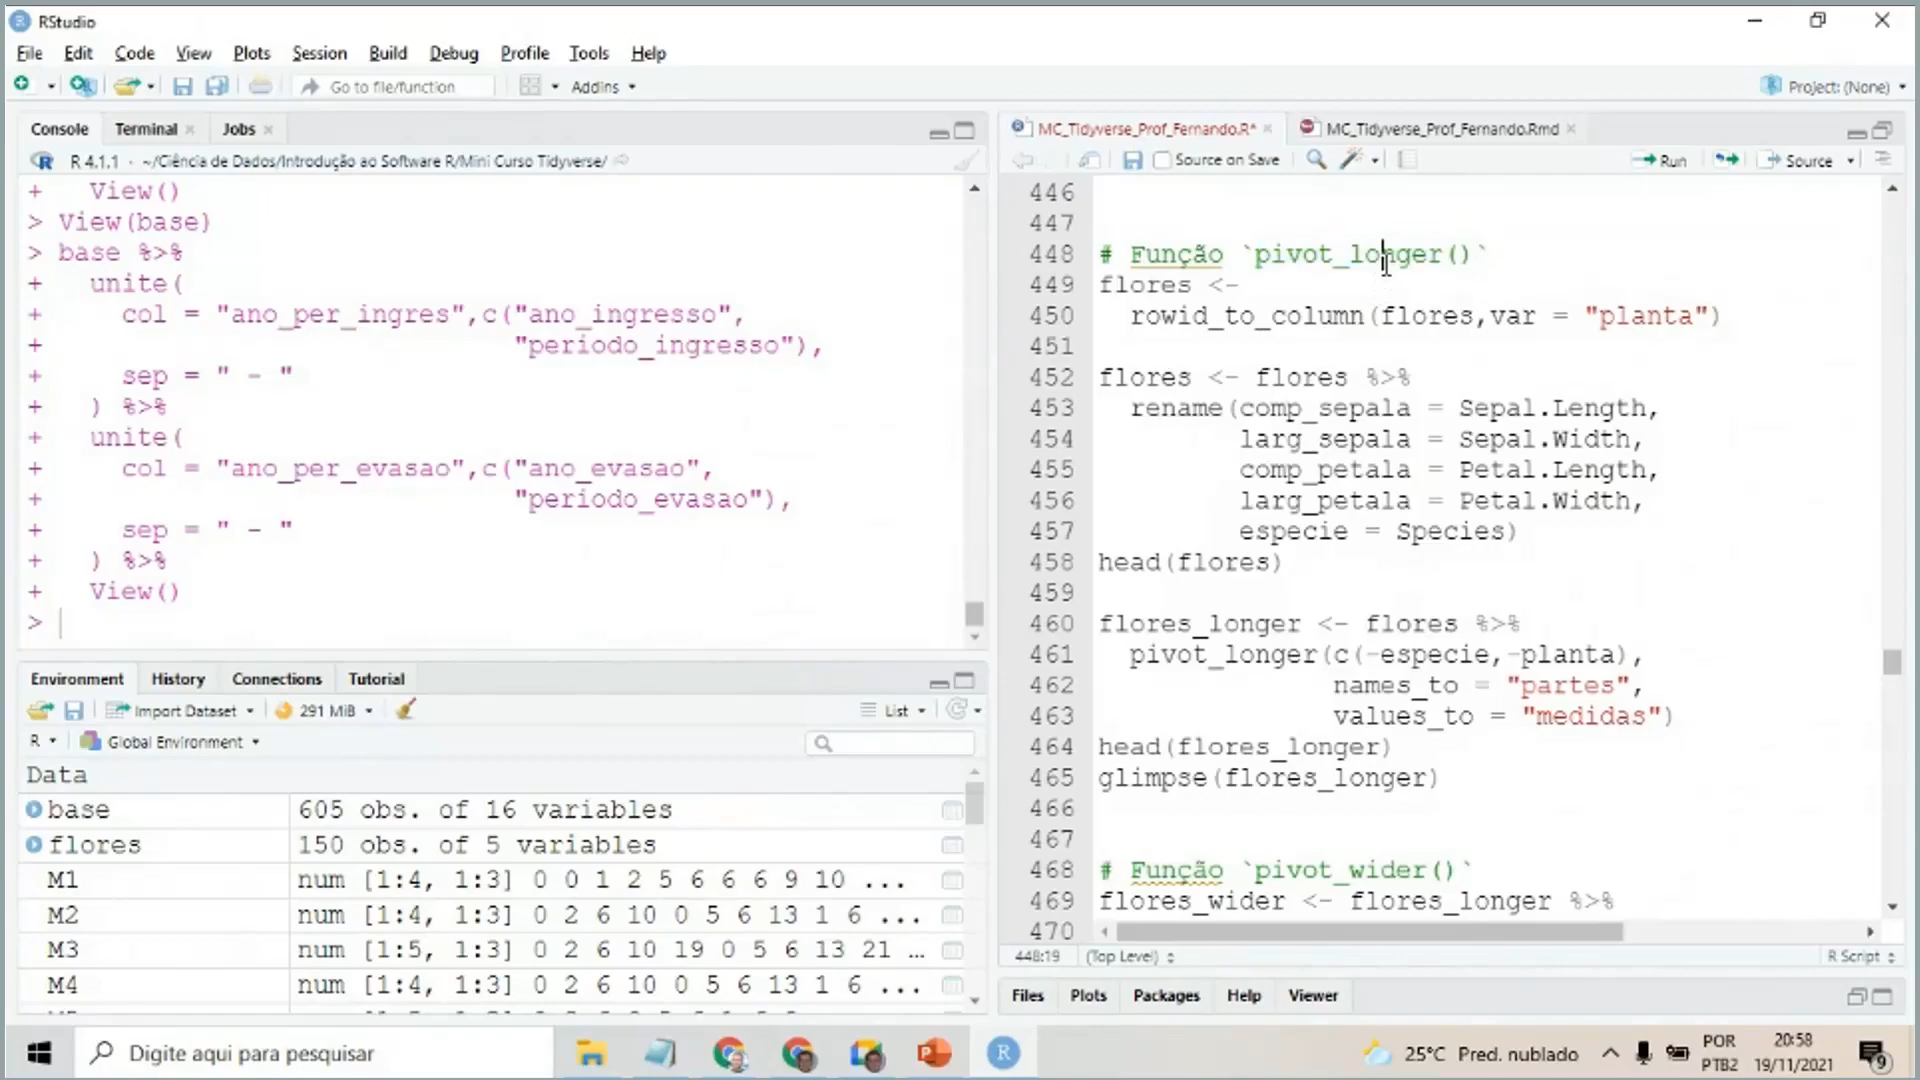 RStudio
File Edit Code View Plots Session Build Debug Profile Tools Help
Go to file/function Addins Project: (None)
Console Terminal Jobs
R 4.1.1 · ~/Ciência de Dados/Introdução ao Software R/Mini Curso Tidyverse/
+ View()
> View(base)
> base %>%
+ unite(
+ col = "ano_per_ingres",c("ano_ingresso",
+ "periodo_ingresso"),
+ sep = " - "
+ ) %>%
+ unite(
+ col = "ano_per_evasao",c("ano_evasao",
+ "periodo_evasao"),
+ sep = " - "
+ ) %>%
+ View()
>
Environment History Connections Tutorial
Import Dataset 291 MiB List
R Global Environment
Data
base 605 obs. of 16 variables
flores 150 obs. of 5 variables
M1 num [1:4, 1:3] 0 0 1 2 5 6 6 6 9 10 ...
M2 num [1:4, 1:3] 0 2 6 10 0 5 6 13 1 6 ...
M3 num [1:5, 1:3] 0 2 6 10 19 0 5 6 13 21 ...
M4 num [1:4, 1:3] 0 2 6 10 0 5 6 13 1 6 ...
MC_Tidyverse_Prof_Fernando.R* MC_Tidyverse_Prof_Fernando.Rmd
Source on Save Run Source
446
447
448 # Função `pivot_longer()`
449 flores <-
450 rowid_to_column(flores,var = "planta")
451
452 flores <- flores %>%
453 rename(comp_sepala = Sepal.Length,
454 larg_sepala = Sepal.Width,
455 comp_petala = Petal.Length,
456 larg_petala = Petal.Width,
457 especie = Species)
458 head(flores)
459
460 flores_longer <- flores %>%
461 pivot_longer(c(-especie,-planta),
462 names_to = "partes",
463 values_to = "medidas")
464 head(flores_longer)
465 glimpse(flores_longer)
466
467
468 # Função `pivot_wider()`
469 flores_wider <- flores_longer %>%
470
448:19 (Top Level) R Script
Files Plots Packages Help Viewer
Digite aqui para pesquisar
25°C Pred. nublado
POR
PTB2
20:58
19/11/2021
9